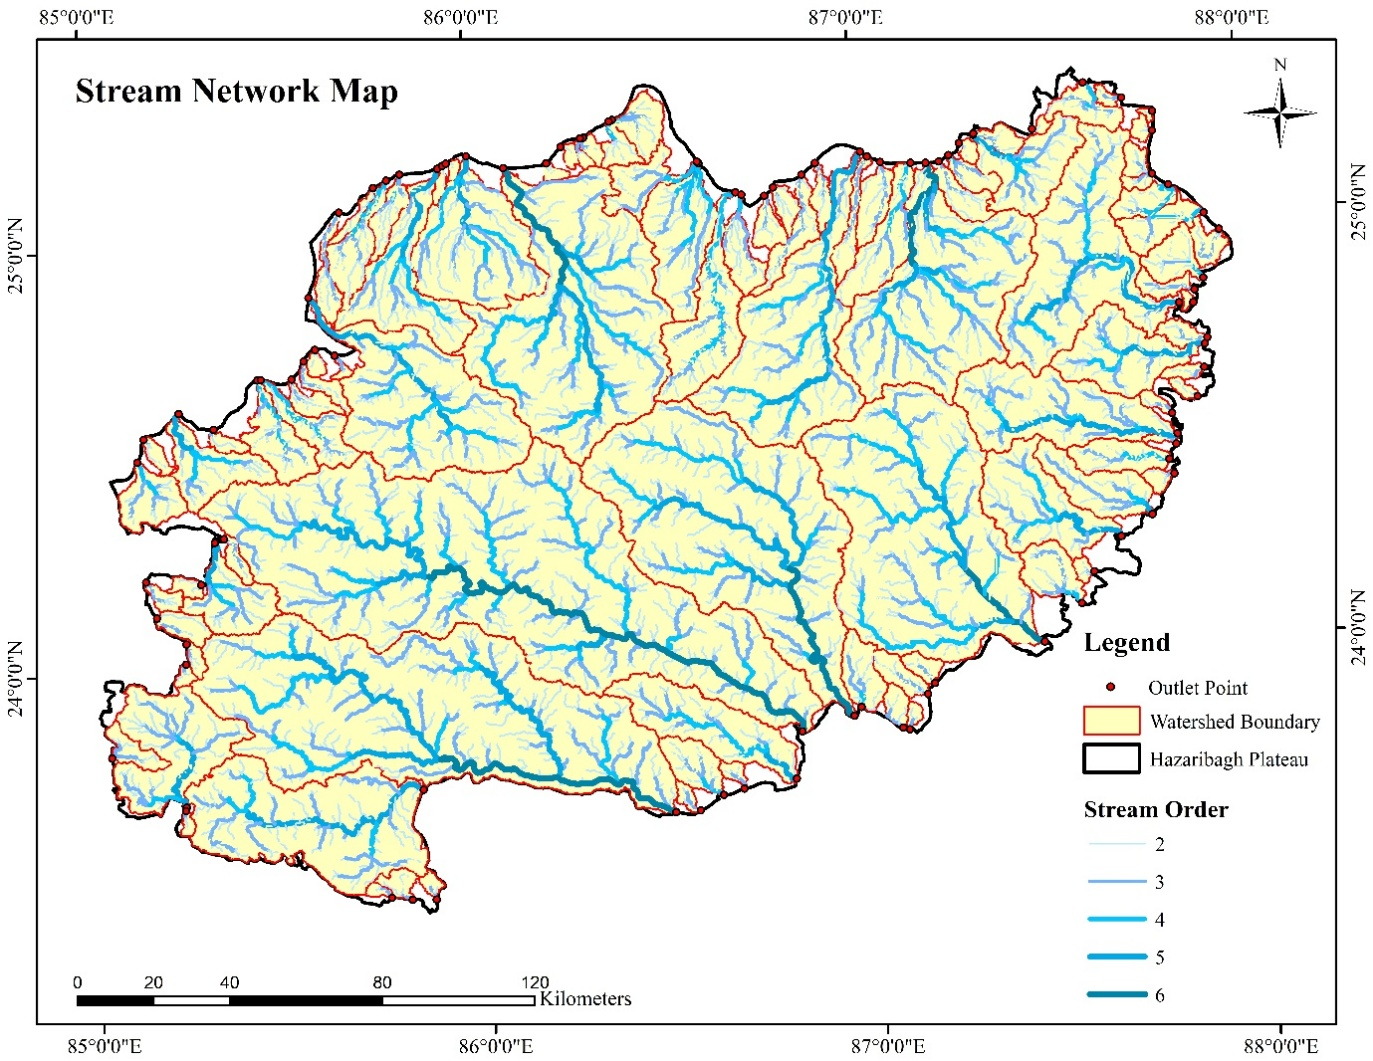 85°0'0"E 86°0'0"E 87°0'0"E 88°0'0"E
Stream Network Map
N
25°0'0"N
25°0'0"N
24°0'0"N
24°0'0"N
Legend
Outlet Point
Watershed Boundary
Hazaribagh Plateau
Stream Order
2
3
4
5
6
0 20 40 80 120
Kilometers
85°0'0"E 86°0'0"E 87°0'0"E 88°0'0"E